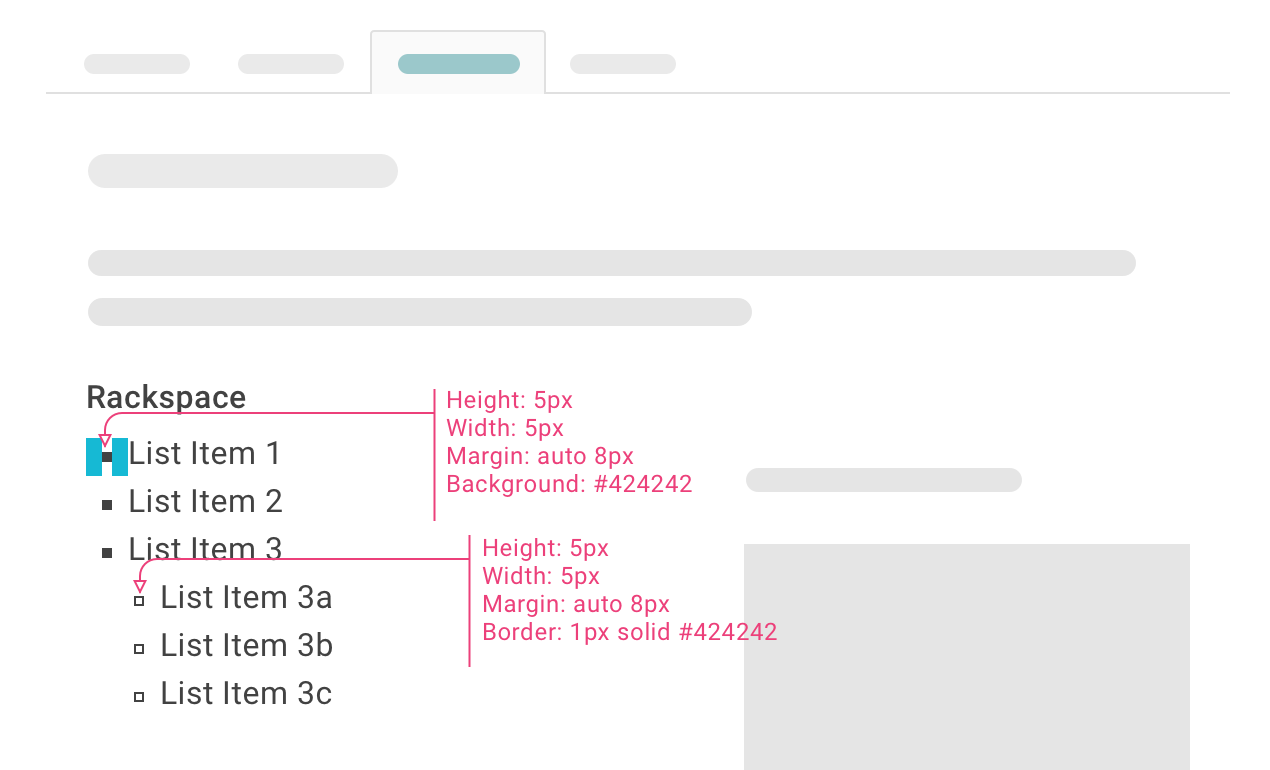 Rackspace
List Item 1
List Item 2
List Item 3
List Item 3a
List Item 3b
List Item 3c
Height: 5px
Width: 5px
Margin: auto 8px
Background: #424242
Height: 5px
Width: 5px
Margin: auto 8px
Border: 1px solid #424242